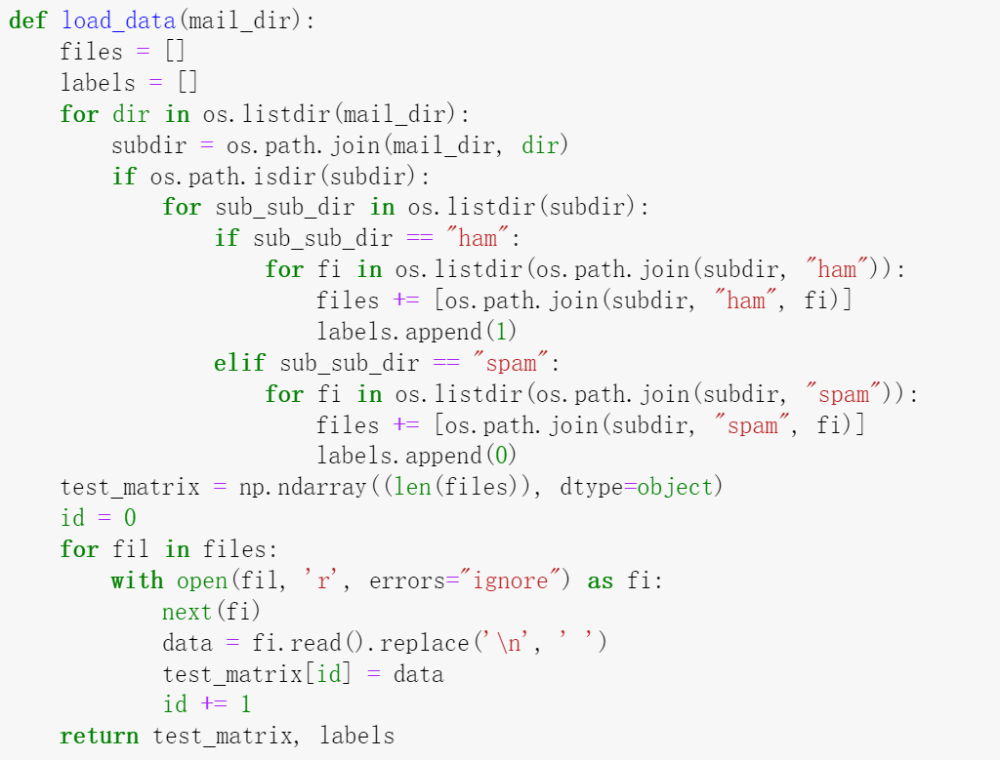 def load_data(mail_dir):
    files = []
    labels = []
    for dir in os.listdir(mail_dir):
        subdir = os.path.join(mail_dir, dir)
        if os.path.isdir(subdir):
            for sub_sub_dir in os.listdir(subdir):
                if sub_sub_dir == "ham":
                    for fi in os.listdir(os.path.join(subdir, "ham")):
                        files += [os.path.join(subdir, "ham", fi)]
                        labels.append(1)
                elif sub_sub_dir == "spam":
                    for fi in os.listdir(os.path.join(subdir, "spam")):
                        files += [os.path.join(subdir, "spam", fi)]
                        labels.append(0)
    test_matrix = np.ndarray((len(files)), dtype=object)
    id = 0
    for fil in files:
        with open(fil, 'r', errors="ignore") as fi:
            next(fi)
            data = fi.read().replace('\n', ' ')
            test_matrix[id] = data
            id += 1
    return test_matrix, labels